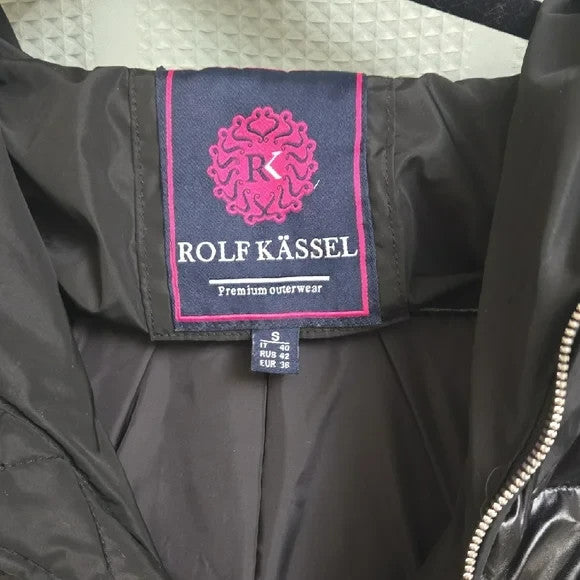 RK
ROLF KÄSSEL
Premium outerwear
S
IT 40
RUS 42
EUR 36